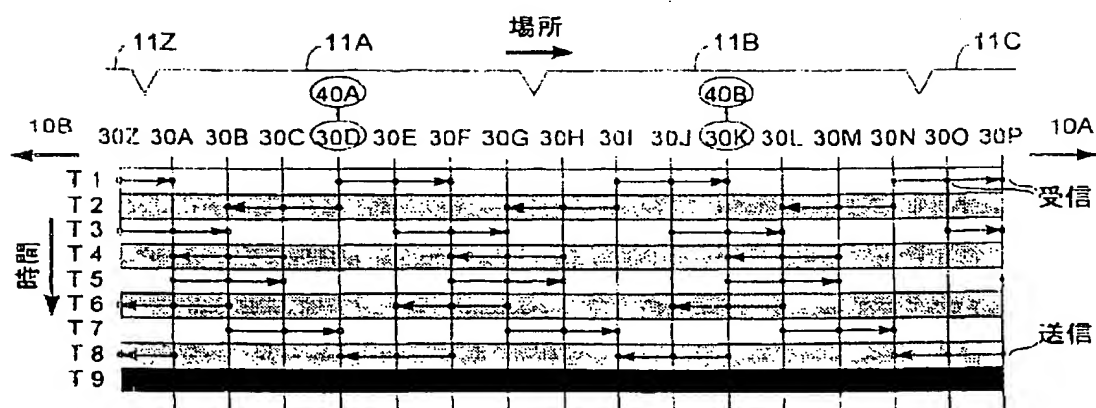 11Z 11A 場所 11B 11C
40A 40B
10B 30Z 30A 30B 30C 30D 30E 30F 30G 30H 30I 30J 30K 30L 30M 30N 30O 30P 10A
T1
受信
T2
T3
時間
T4
T5
T6
T7
送信
T8
T9